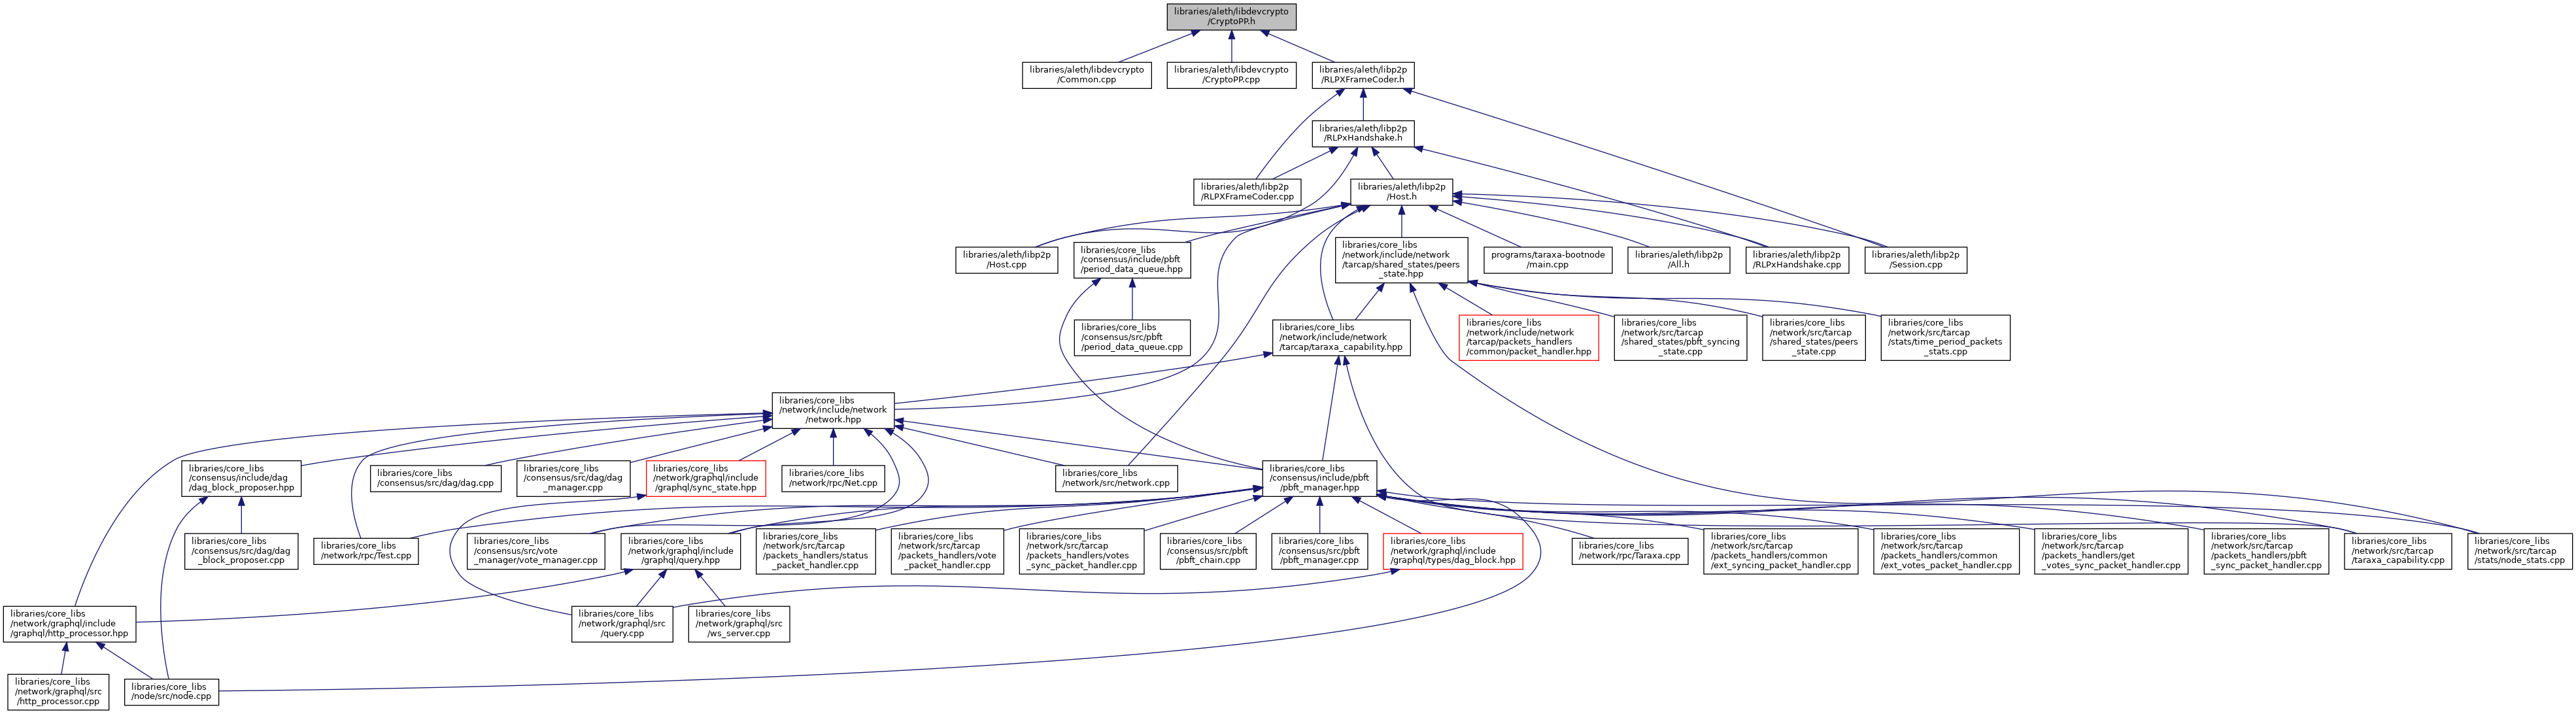 libraries/aleth/libdevcrypto
/CryptoPP.h
libraries/aleth/libdevcrypto
/Common.cpp
libraries/aleth/libdevcrypto
/CryptoPP.cpp
libraries/aleth/libp2p
/RLPXFrameCoder.h
libraries/aleth/libp2p
/RLPxHandshake.h
libraries/aleth/libp2p
/RLPXFrameCoder.cpp
libraries/aleth/libp2p
/Host.h
libraries/aleth/libp2p
/Host.cpp
libraries/core_libs
/consensus/include/pbft
/period_data_queue.hpp
libraries/core_libs
/network/include/network
/tarcap/shared_states/peers
_state.hpp
programs/taraxa-bootnode
/main.cpp
libraries/aleth/libp2p
/All.h
libraries/aleth/libp2p
/RLPxHandshake.cpp
libraries/aleth/libp2p
/Session.cpp
libraries/core_libs
/consensus/src/pbft
/period_data_queue.cpp
libraries/core_libs
/network/include/network
/tarcap/taraxa_capability.hpp
libraries/core_libs
/network/include/network
/tarcap/packets_handlers
/common/packet_handler.hpp
libraries/core_libs
/network/src/tarcap
/shared_states/pbft_syncing
_state.cpp
libraries/core_libs
/network/src/tarcap
/shared_states/peers
_state.cpp
libraries/core_libs
/network/src/tarcap
/stats/time_period_packets
_stats.cpp
libraries/core_libs
/network/include/network
/network.hpp
libraries/core_libs
/consensus/include/dag
/dag_block_proposer.hpp
libraries/core_libs
/consensus/src/dag/dag.cpp
libraries/core_libs
/consensus/src/dag/dag
_manager.cpp
libraries/core_libs
/network/graphql/include
/graphql/sync_state.hpp
libraries/core_libs
/network/rpc/Net.cpp
libraries/core_libs
/network/src/network.cpp
libraries/core_libs
/consensus/include/pbft
/pbft_manager.hpp
libraries/core_libs
/consensus/src/dag/dag
_block_proposer.cpp
libraries/core_libs
/network/rpc/Test.cpp
libraries/core_libs
/consensus/src/vote
_manager/vote_manager.cpp
libraries/core_libs
/network/graphql/include
/graphql/query.hpp
libraries/core_libs
/network/src/tarcap
/packets_handlers/status
_packet_handler.cpp
libraries/core_libs
/network/src/tarcap
/packets_handlers/vote
_packet_handler.cpp
libraries/core_libs
/network/src/tarcap
/packets_handlers/votes
_sync_packet_handler.cpp
libraries/core_libs
/consensus/src/pbft
/pbft_chain.cpp
libraries/core_libs
/consensus/src/pbft
/pbft_manager.cpp
libraries/core_libs
/network/graphql/include
/graphql/types/dag_block.hpp
libraries/core_libs
/network/rpc/Taraxa.cpp
libraries/core_libs
/network/src/tarcap
/packets_handlers/common
/ext_syncing_packet_handler.cpp
libraries/core_libs
/network/src/tarcap
/packets_handlers/common
/ext_votes_packet_handler.cpp
libraries/core_libs
/network/src/tarcap
/packets_handlers/get
_votes_sync_packet_handler.cpp
libraries/core_libs
/network/src/tarcap
/packets_handlers/pbft
_sync_packet_handler.cpp
libraries/core_libs
/network/src/tarcap
/taraxa_capability.cpp
libraries/core_libs
/network/src/tarcap
/stats/node_stats.cpp
libraries/core_libs
/network/graphql/include
/graphql/http_processor.hpp
libraries/core_libs
/network/graphql/src
/query.cpp
libraries/core_libs
/network/graphql/src
/ws_server.cpp
libraries/core_libs
/network/graphql/src
/http_processor.cpp
libraries/core_libs
/node/src/node.cpp